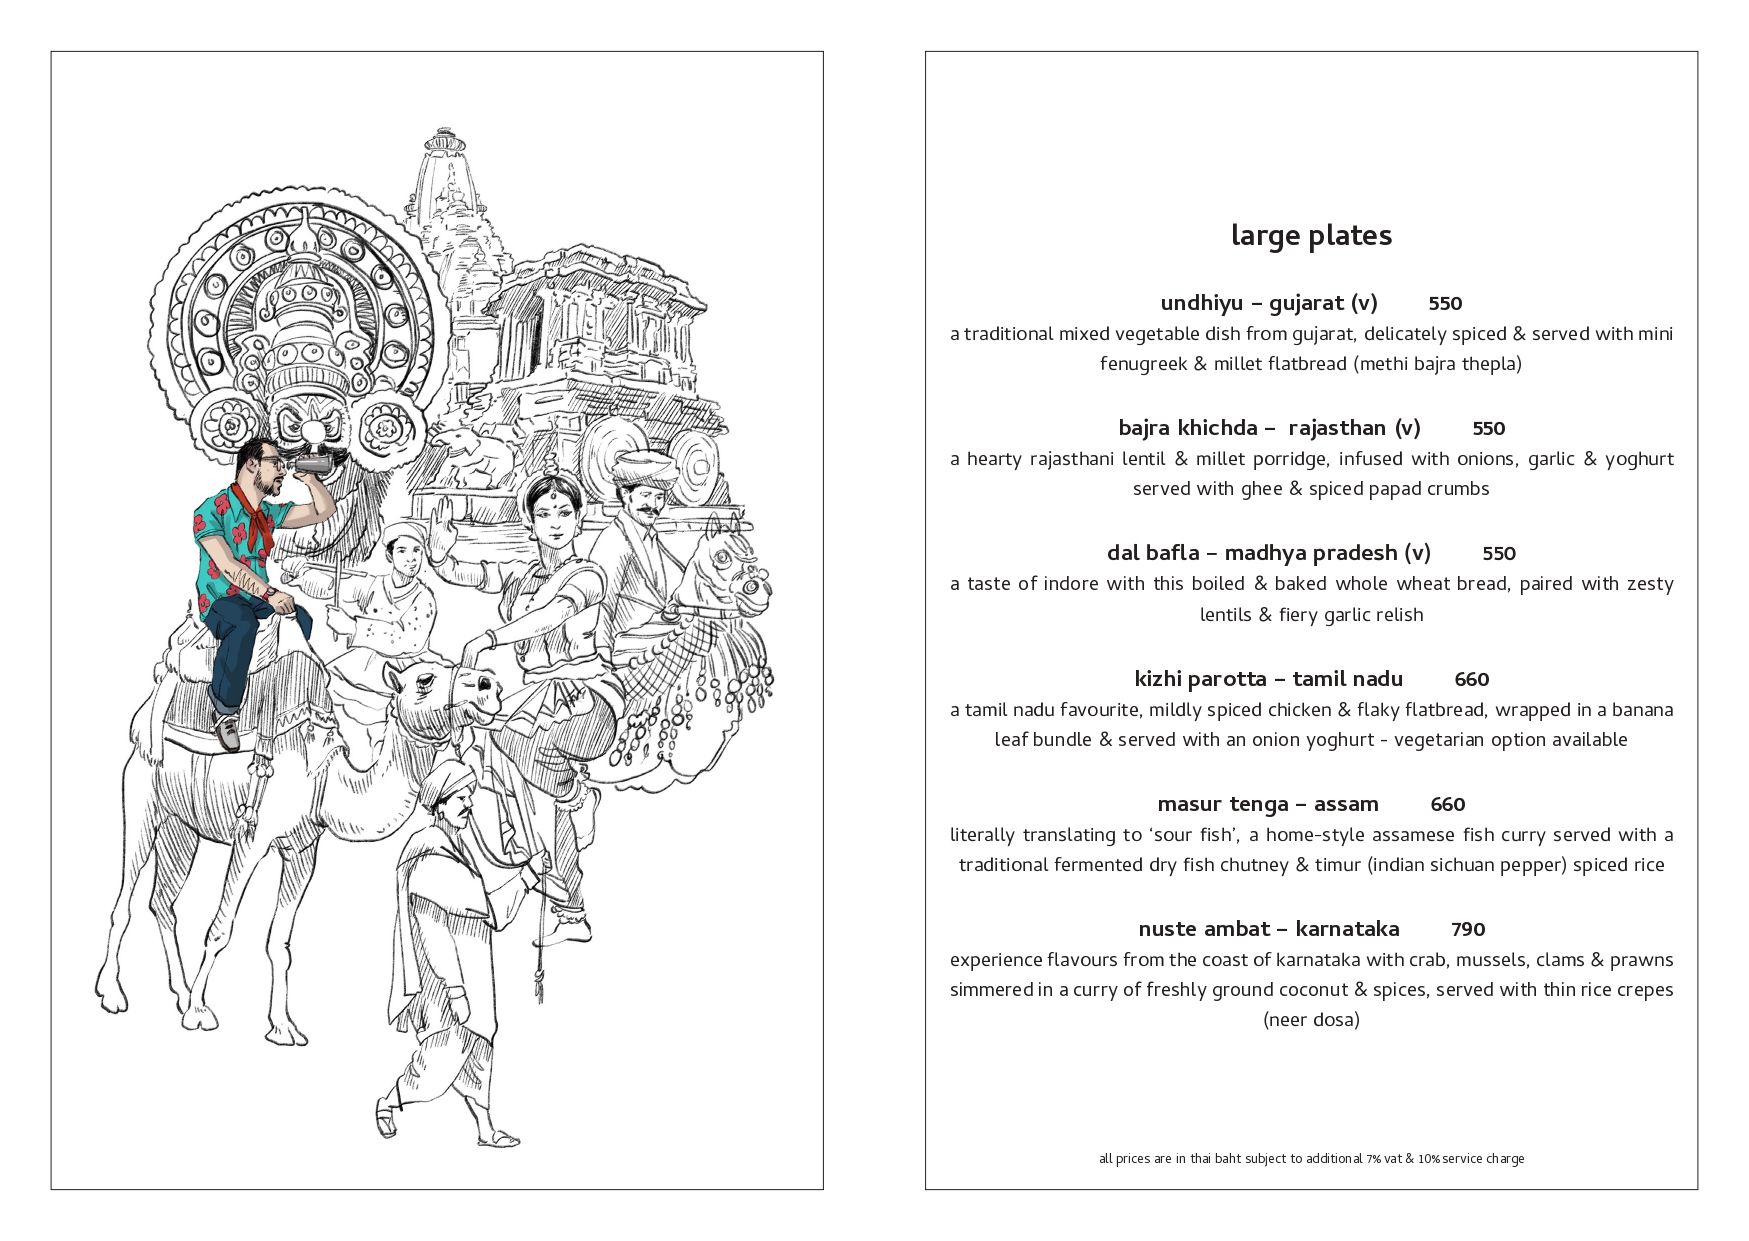 large plates
undhiyu – gujarat (v) 550
a traditional mixed vegetable dish from gujarat, delicately spiced & served with mini
fenugreek & millet flatbread (methi bajra thepla)
bajra khichda – rajasthan (v) 550
a hearty rajasthani lentil & millet porridge, infused with onions, garlic & yoghurt
served with ghee & spiced papad crumbs
dal bafla – madhya pradesh (v) 550
a taste of indore with this boiled & baked whole wheat bread, paired with zesty
lentils & fiery garlic relish
kizhi parotta – tamil nadu 660
a tamil nadu favourite, mildly spiced chicken & flaky flatbread, wrapped in a banana
leaf bundle & served with an onion yoghurt - vegetarian option available
masur tenga – assam 660
literally translating to ‘sour fish’, a home-style assamese fish curry served with a
traditional fermented dry fish chutney & timur (indian sichuan pepper) spiced rice
nuste ambat – karnataka 790
experience flavours from the coast of karnataka with crab, mussels, clams & prawns
simmered in a curry of freshly ground coconut & spices, served with thin rice crepes
(neer dosa)
all prices are in thai baht subject to additional 7% vat & 10% service charge